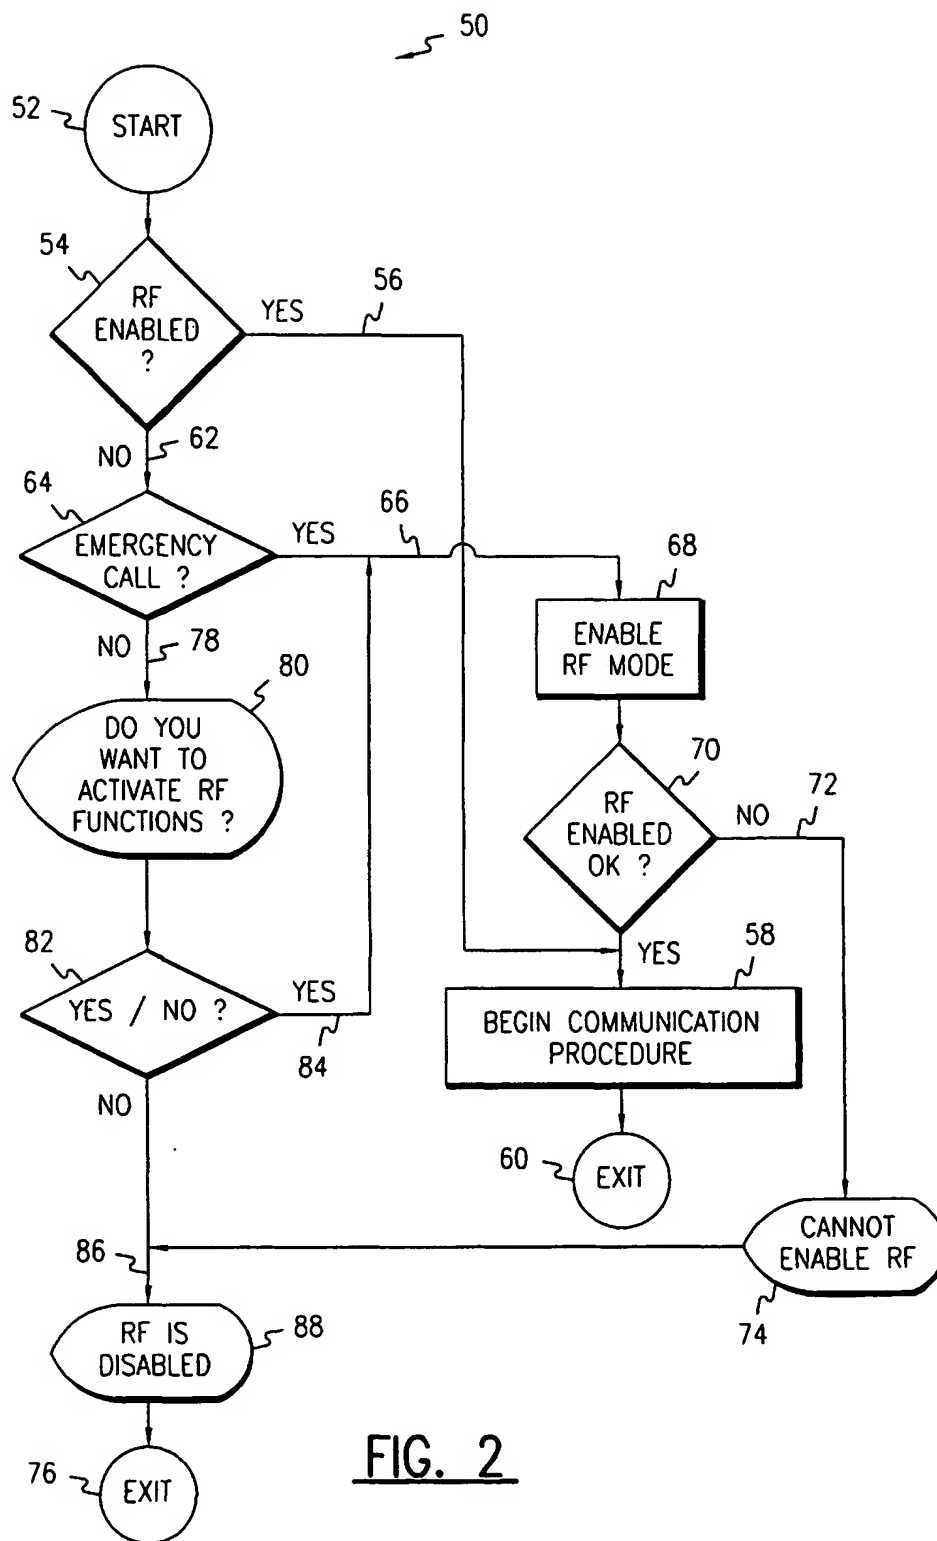 50
52
START
54
RF
ENABLED
?
YES
56
NO
62
64
EMERGENCY
CALL ?
YES
66
68
ENABLE
RF MODE
NO
78
80
DO YOU
WANT TO
ACTIVATE RF
FUNCTIONS ?
70
RF
ENABLED
OK ?
NO
72
YES
82
YES / NO ?
YES
84
NO
58
BEGIN COMMUNICATION
PROCEDURE
60
EXIT
CANNOT
ENABLE RF
74
86
RF IS
DISABLED
88
76
EXIT
FIG. 2